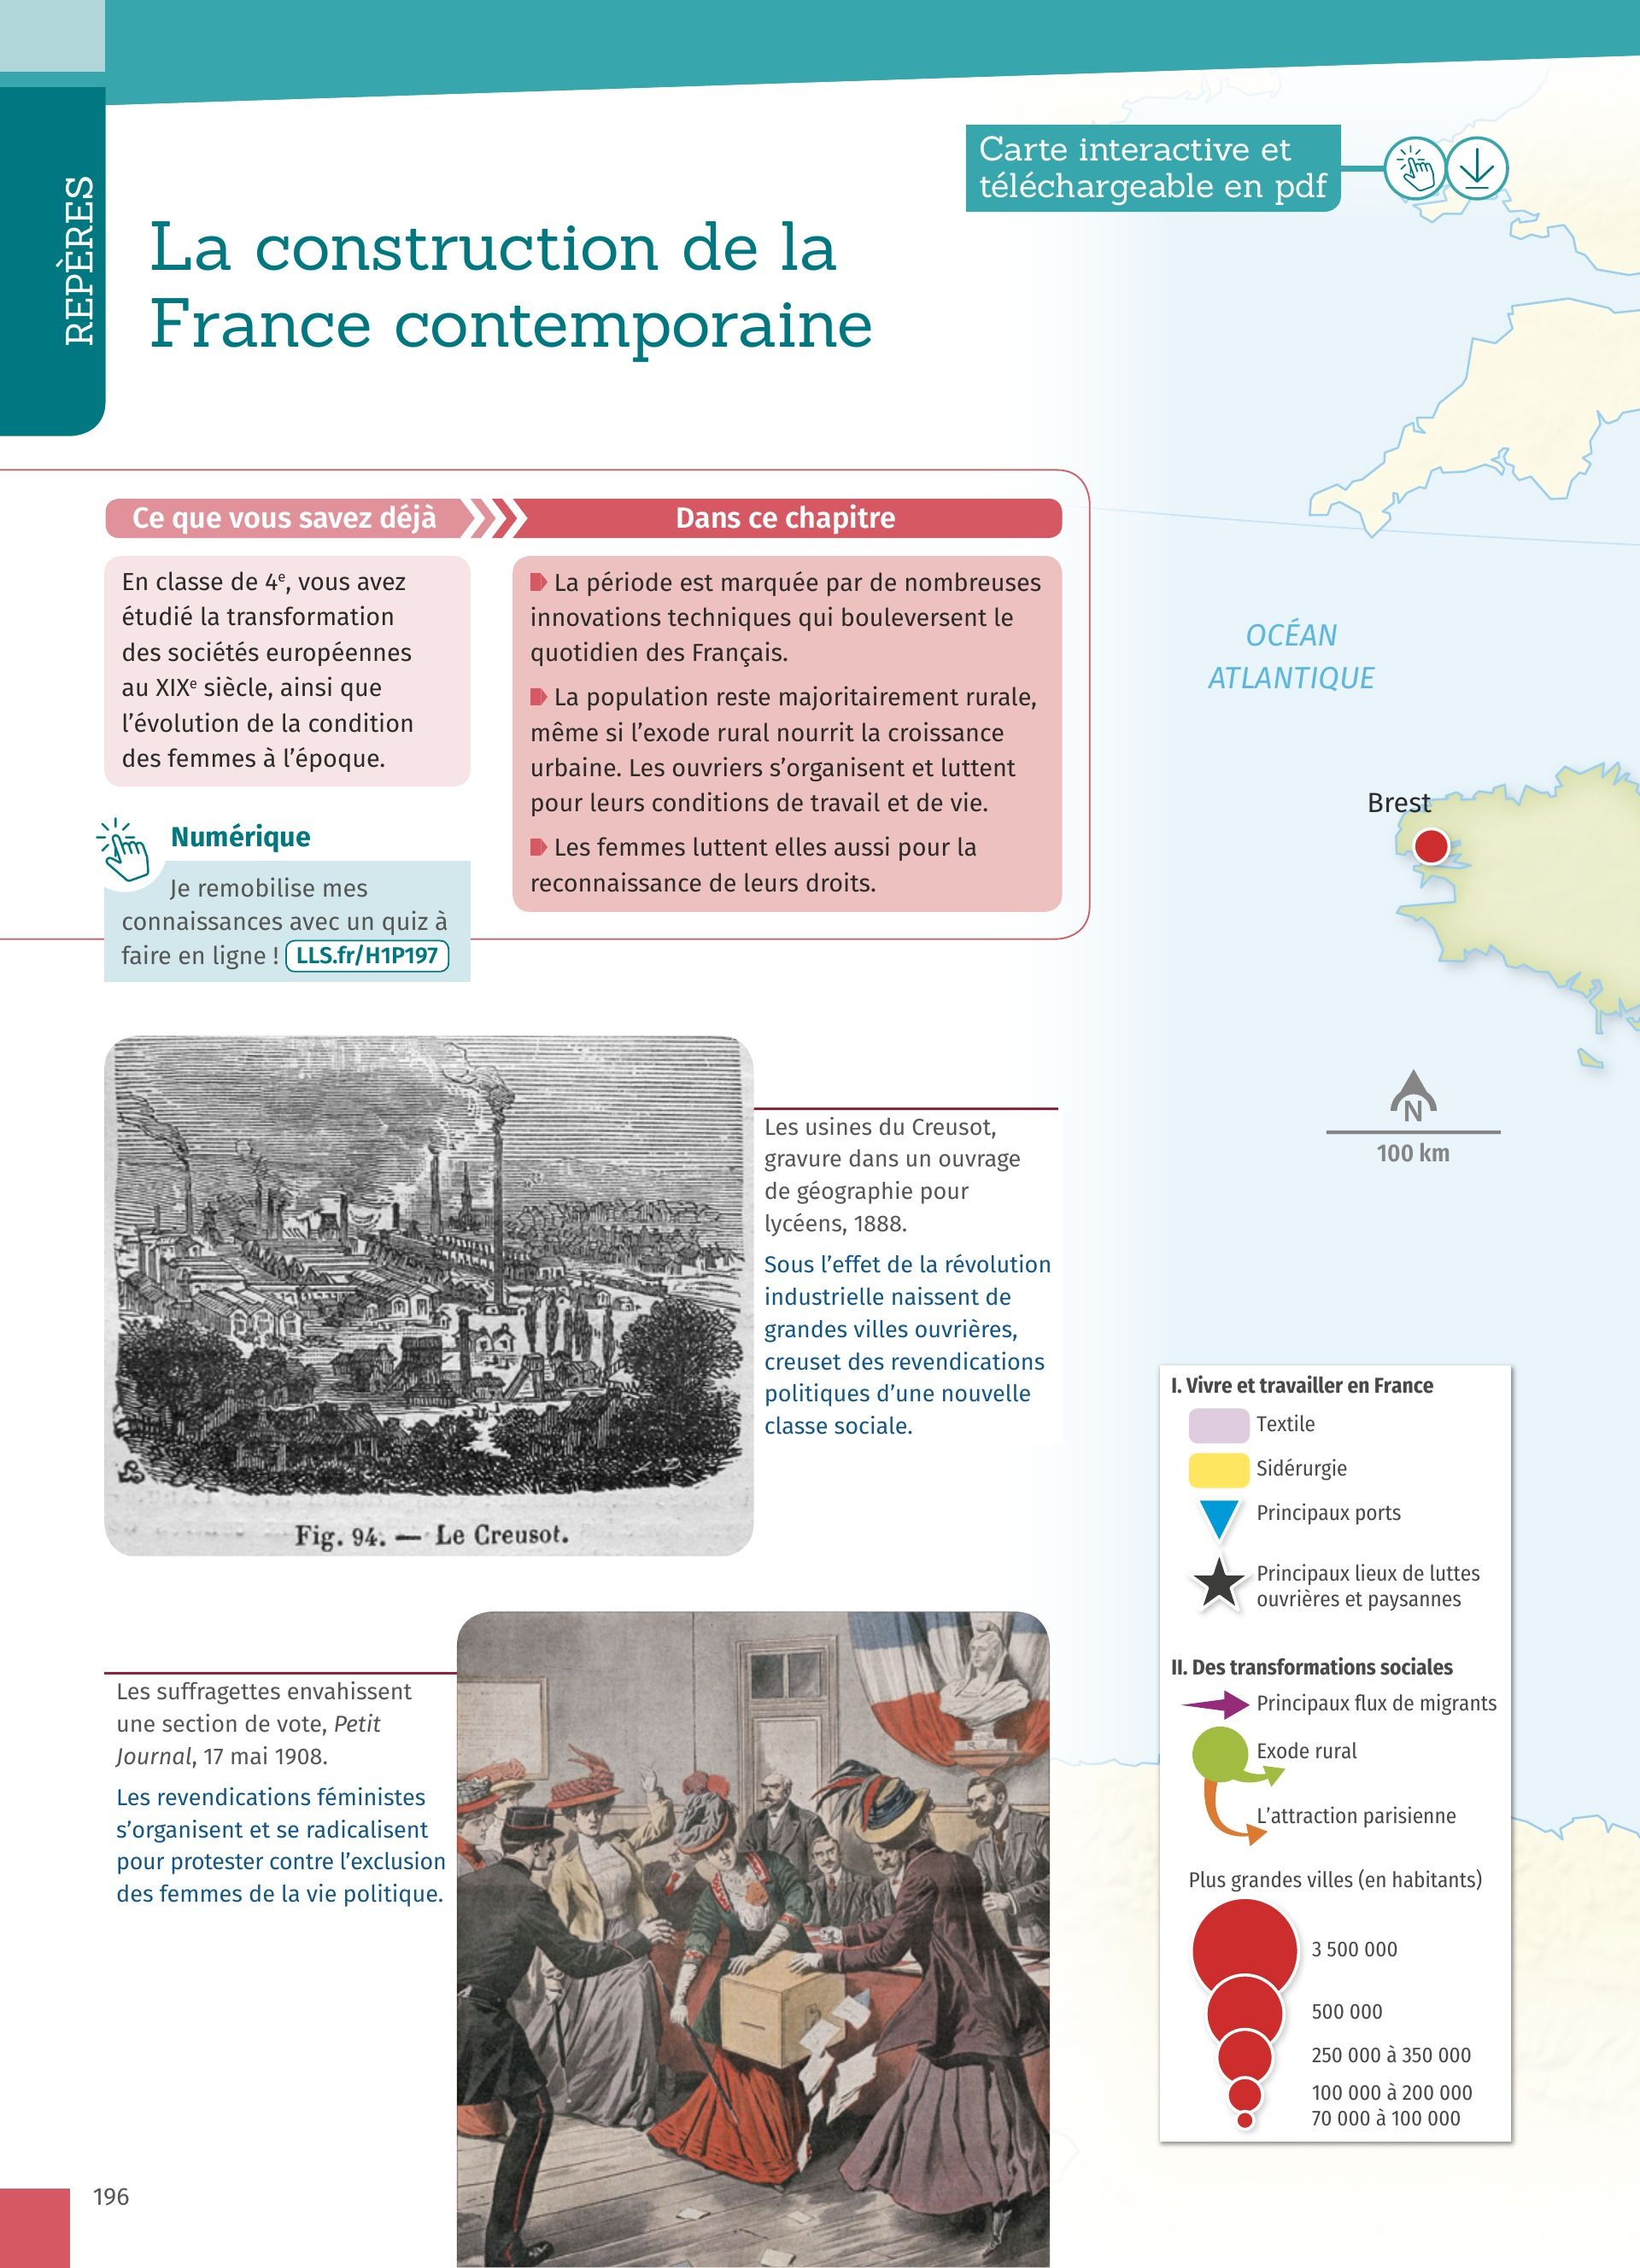 REPÈRES
Carte interactive et
téléchargeable en pdf
La construction de la
France contemporaine
Ce que vous savez déjà
En classe de 4e, vous avez
étudié la transformation
des sociétés européennes
au XIXe siècle, ainsi que
l’évolution de la condition
des femmes à l’époque.
Numérique
Je remobilise mes
connaissances avec un quiz à
faire en ligne ! LLS.fr/H1P197
Dans ce chapitre
La période est marquée par de nombreuses
innovations techniques qui bouleversent le
quotidien des Français.
La population reste majoritairement rurale,
même si l’exode rural nourrit la croissance
urbaine. Les ouvriers s’organisent et luttent
pour leurs conditions de travail et de vie.
Les femmes luttent elles aussi pour la
reconnaissance de leurs droits.
OCÉAN
ATLANTIQUE
Brest
N
100 km
Fig. 94. — Le Creusot.
Les usines du Creusot,
gravure dans un ouvrage
de géographie pour
lycéens, 1888.
Sous l’effet de la révolution
industrielle naissent de
grandes villes ouvrières,
creuset des revendications
politiques d’une nouvelle
classe sociale.
Les suffragettes envahissent
une section de vote, Petit
Journal, 17 mai 1908.
Les revendications féministes
s’organisent et se radicalisent
pour protester contre l’exclusion
des femmes de la vie politique.
I. Vivre et travailler en France
Textile
Sidérurgie
Principaux ports
Principaux lieux de luttes
ouvrières et paysannes
II. Des transformations sociales
Principaux flux de migrants
Exode rural
L’attraction parisienne
Plus grandes villes (en habitants)
3 500 000
500 000
250 000 à 350 000
100 000 à 200 000
70 000 à 100 000
196